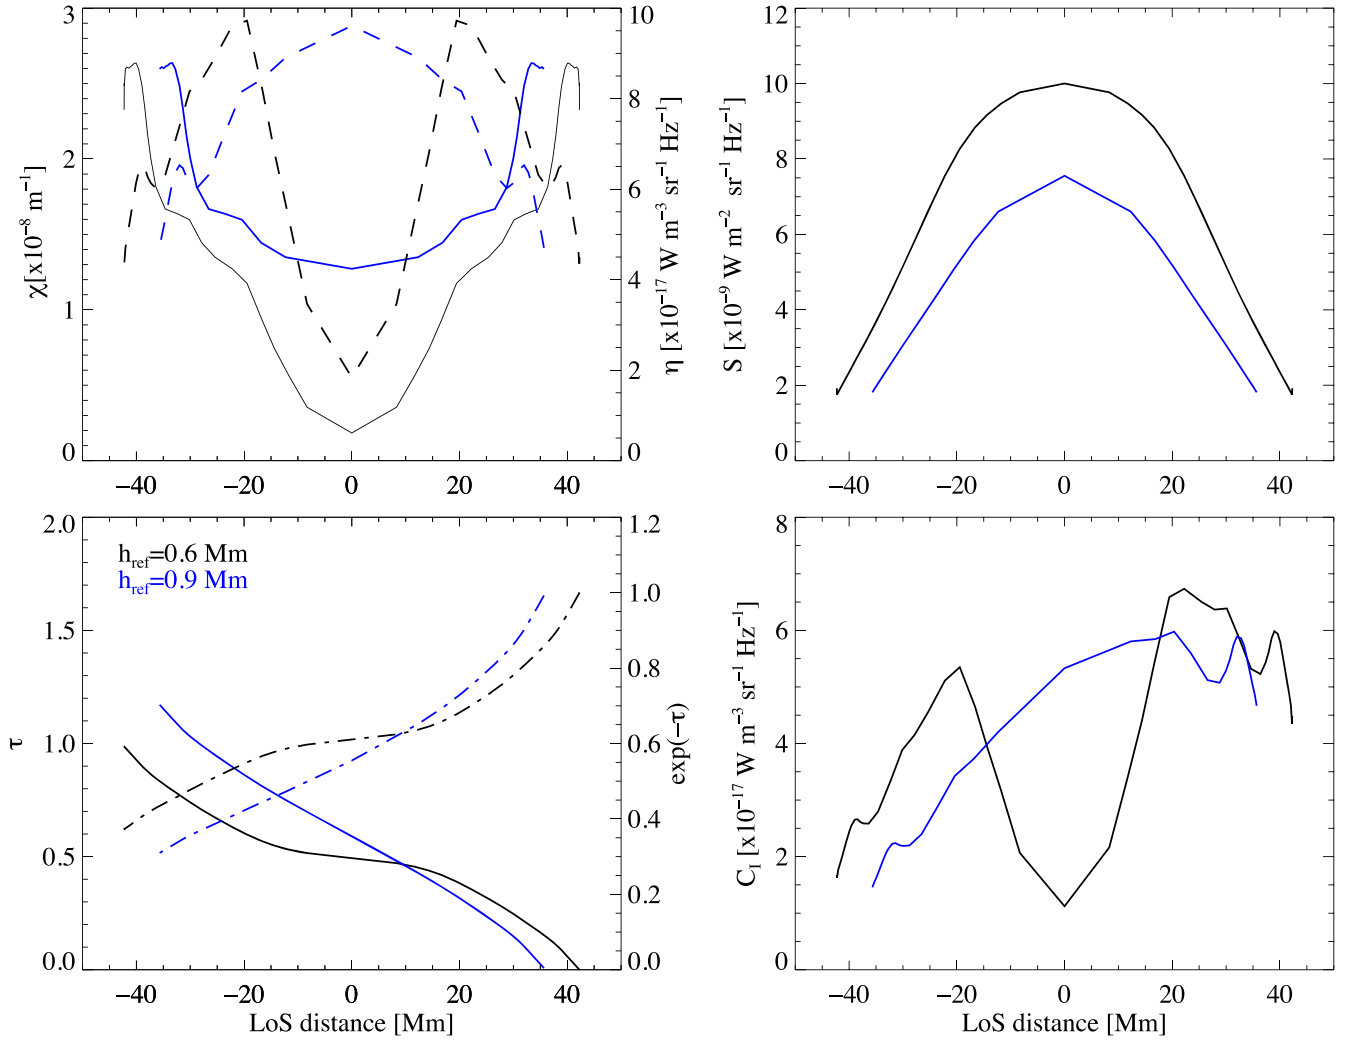 3
2
1
0
χ[x10⁻⁸ m⁻¹]
10
8
6
4
2
0
η [x10⁻¹⁷ W m⁻³ sr⁻¹ Hz⁻¹]
−40 −20 0 20 40
12
10
8
6
4
2
0
S [x10⁻⁹ W m⁻² sr⁻¹ Hz⁻¹]
−40 −20 0 20 40
2.0
1.5
1.0
0.5
0.0
τ
h_ref=0.6 Mm
h_ref=0.9 Mm
1.2
1.0
0.8
0.6
0.4
0.2
0.0
exp(−τ)
−40 −20 0 20 40
LoS distance [Mm]
8
6
4
2
0
C_I [x10⁻¹⁷ W m⁻³ sr⁻¹ Hz⁻¹]
−40 −20 0 20 40
LoS distance [Mm]